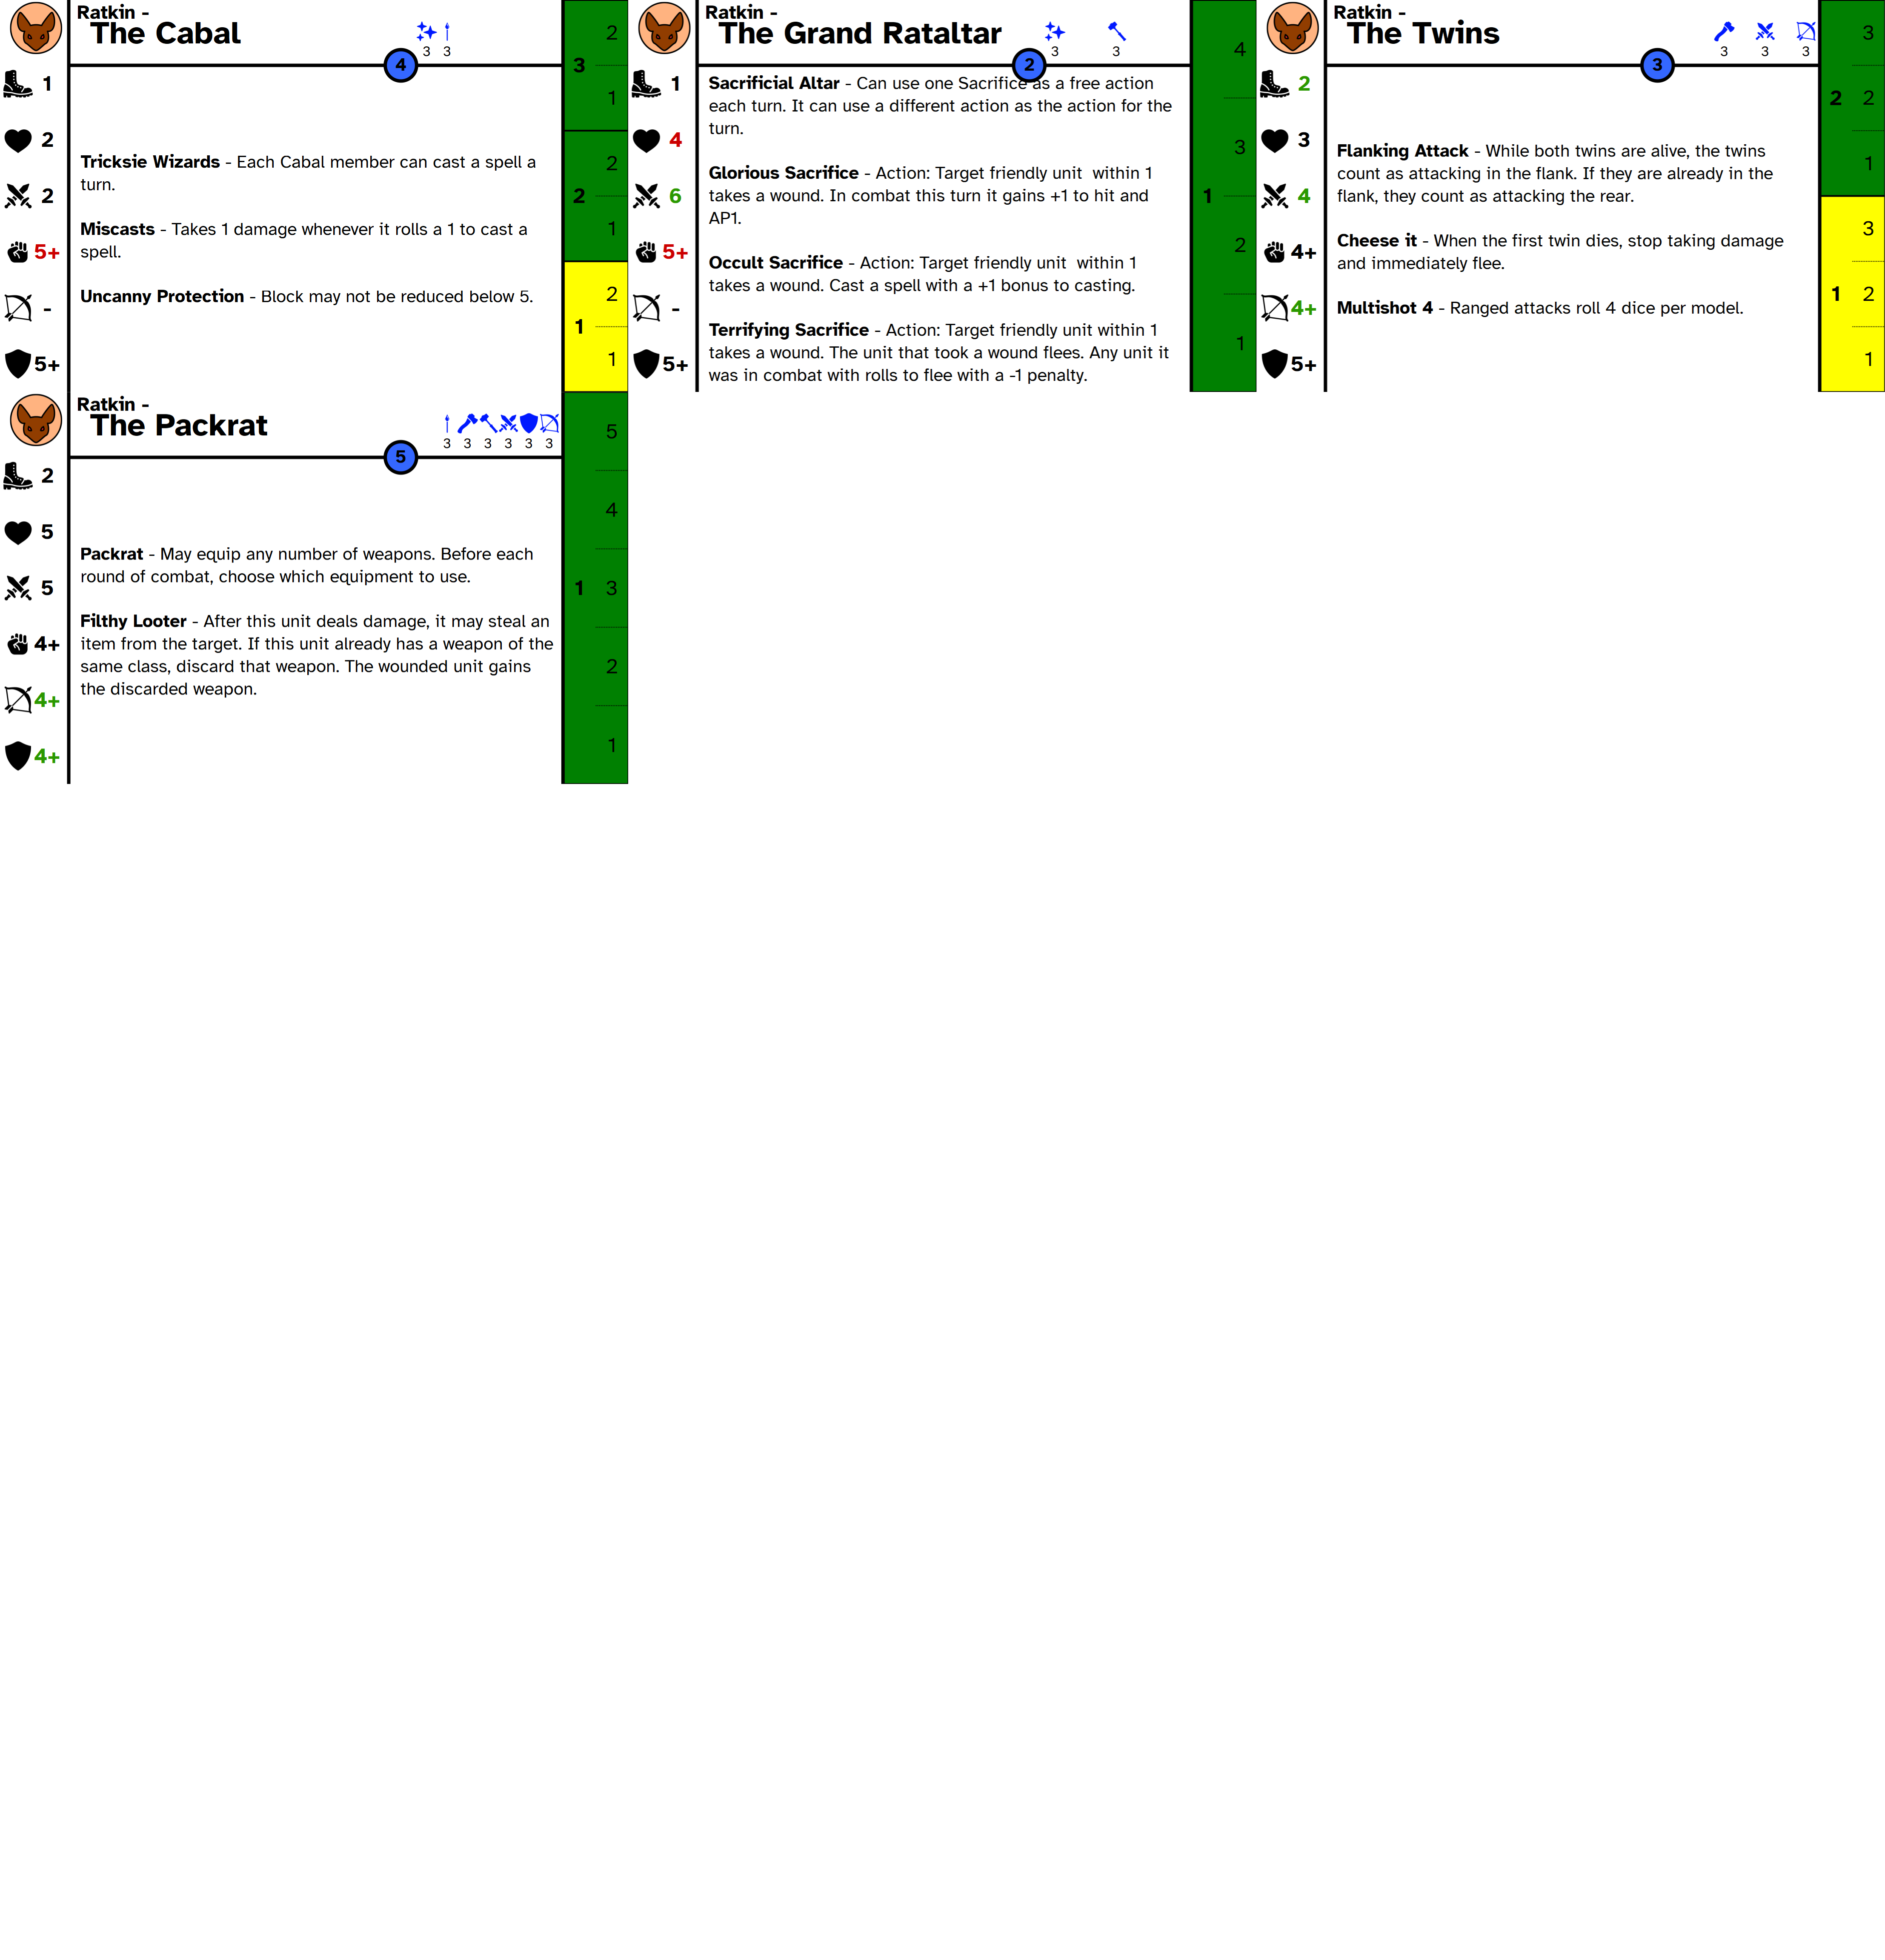 Ratkin -
The Cabal
3 3
4
1
2
2
5+
-
5+
Tricksie Wizards - Each Cabal member can cast a spell a
turn.
Miscasts - Takes 1 damage whenever it rolls a 1 to cast a
spell.
Uncanny Protection - Block may not be reduced below 5.
3
2
1
2
2
1
1
2
1
Ratkin -
The Grand Rataltar
3 3
2
1
4
6
5+
-
5+
Sacrificial Altar - Can use one Sacrifice as a free action
each turn. It can use a different action as the action for the
turn.
Glorious Sacrifice - Action: Target friendly unit  within 1
takes a wound. In combat this turn it gains +1 to hit and
AP1.
Occult Sacrifice - Action: Target friendly unit  within 1
takes a wound. Cast a spell with a +1 bonus to casting.
Terrifying Sacrifice - Action: Target friendly unit within 1
takes a wound. The unit that took a wound flees. Any unit it
was in combat with rolls to flee with a -1 penalty.
1
4
3
2
1
Ratkin -
The Twins
3 3 3
3
2
3
4
4+
4+
5+
Flanking Attack - While both twins are alive, the twins
count as attacking in the flank. If they are already in the
flank, they count as attacking the rear.
Cheese it - When the first twin dies, stop taking damage
and immediately flee.
Multishot 4 - Ranged attacks roll 4 dice per model.
2
3
2
1
1
3
2
1
Ratkin -
The Packrat
3 3 3 3 3 3
5
2
5
5
4+
4+
4+
Packrat - May equip any number of weapons. Before each
round of combat, choose which equipment to use.
Filthy Looter - After this unit deals damage, it may steal an
item from the target. If this unit already has a weapon of the
same class, discard that weapon. The wounded unit gains
the discarded weapon.
1
5
4
3
2
1